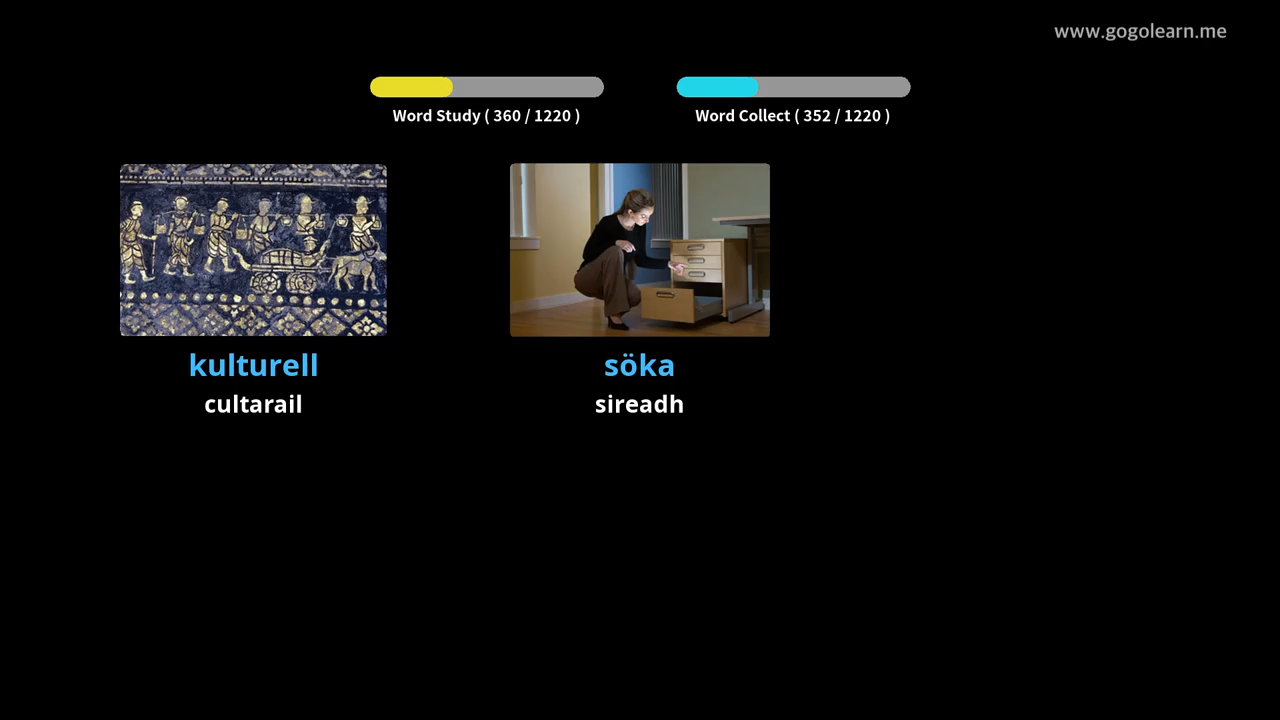 www.gogolearn.me
Word Study ( 360 / 1220 )
Word Collect ( 352 / 1220 )
kulturell
cultarail
söka
sireadh